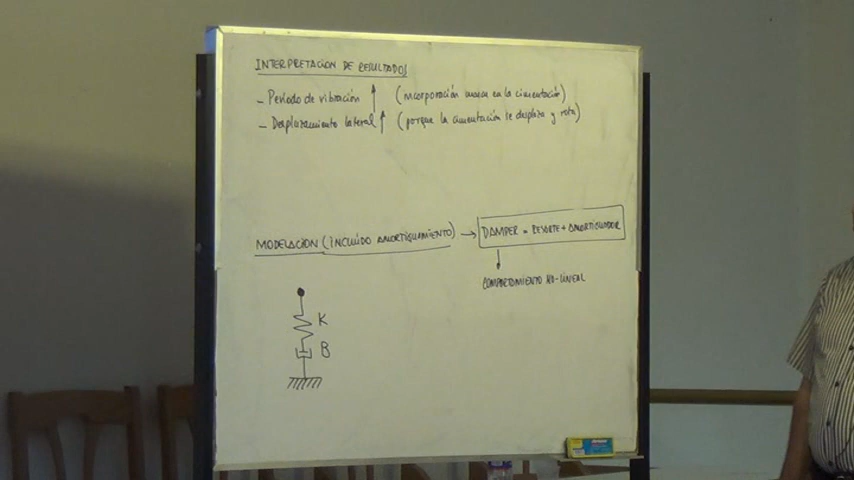 INTERPRETACION DE RESULTADOS
- Periodo de vibración ↑ (incorporación masa en la cimentación)
- Desplazamiento lateral ↑ (porque la cimentación se desplaza y rota)
MODELACION (INCLUIDO AMORTIGUAMIENTO) → DAMPER = RESORTE + AMORTIGUADOR
↓
COMPORTAMIENTO NO-LINEAL
K
B